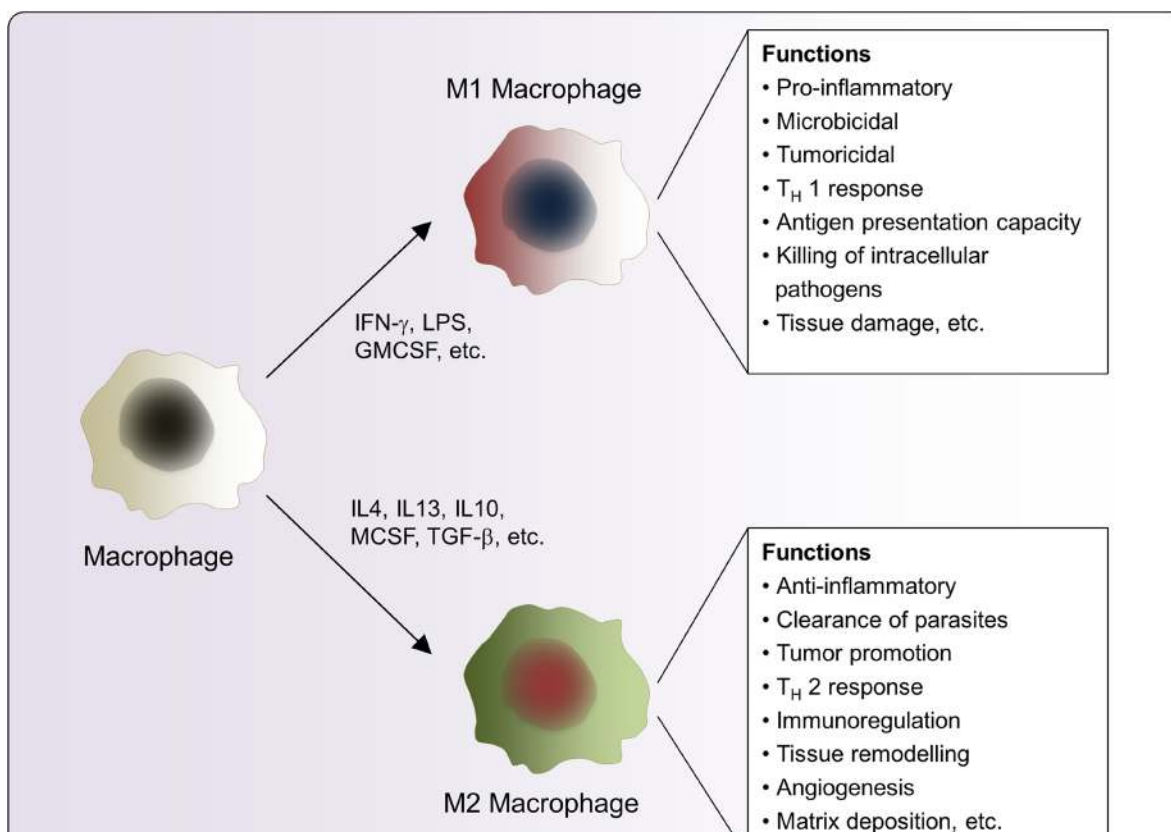 M1 Macrophage
Functions
• Pro-inflammatory
• Microbicidal
• Tumoricidal
• TH 1 response
• Antigen presentation capacity
• Killing of intracellular
pathogens
• Tissue damage, etc.
IFN-γ, LPS,
GMCSF, etc.
Macrophage
IL4, IL13, IL10,
MCSF, TGF-β, etc.
M2 Macrophage
Functions
• Anti-inflammatory
• Clearance of parasites
• Tumor promotion
• TH 2 response
• Immunoregulation
• Tissue remodelling
• Angiogenesis
• Matrix deposition, etc.